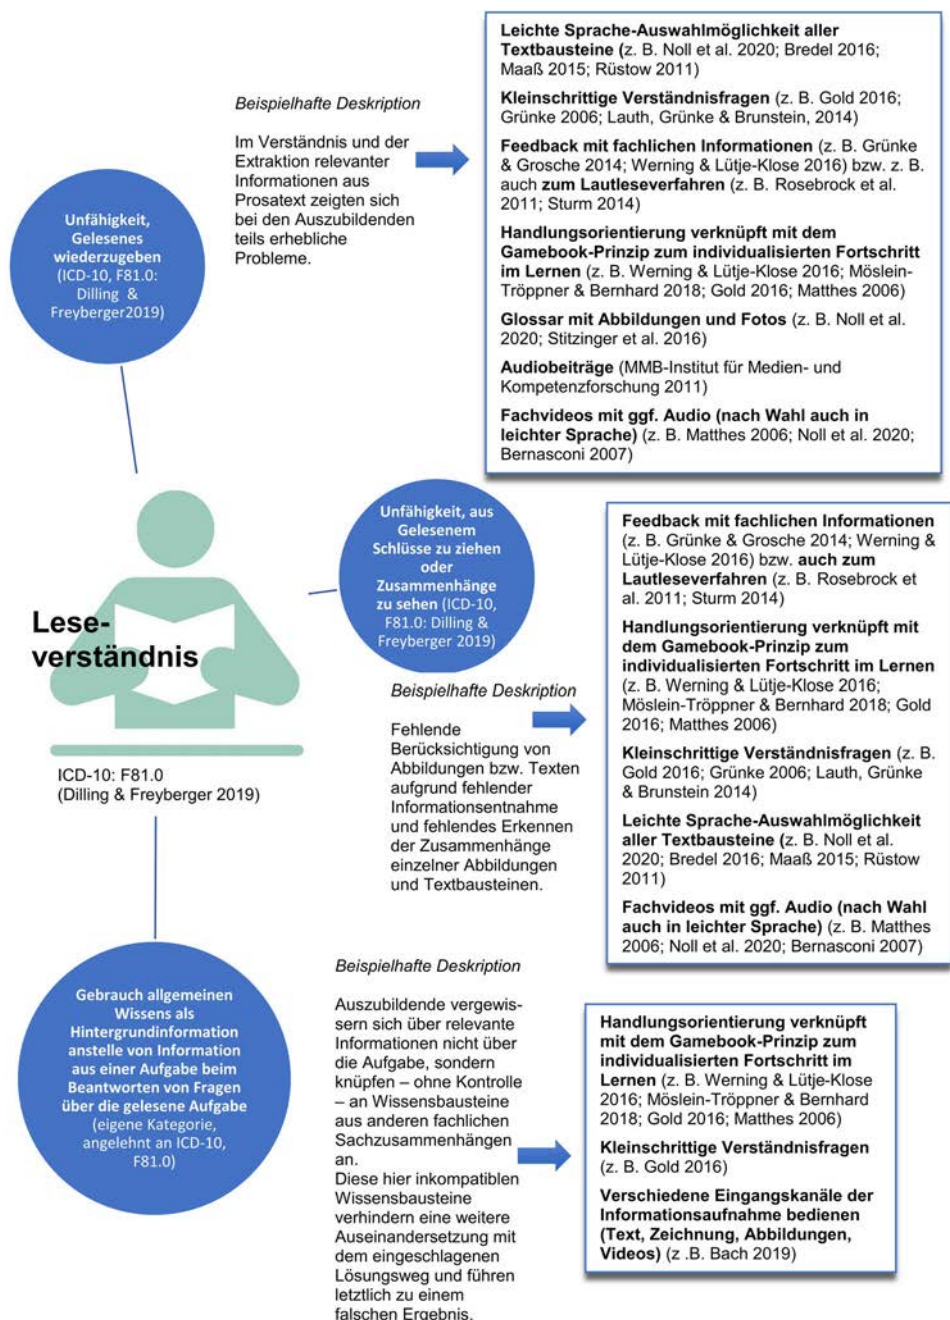 Unfähigkeit,
Gelesenes
wiederzugeben
(ICD-10, F81.0:
Dilling &
Freyberger2019)
Beispielhafte Deskription
Im Verständnis und der
Extraktion relevanter
Informationen aus
Prosatext zeigten sich
bei den Auszubildenden
teils erhebliche
Probleme.
Leichte Sprache-Auswahlmöglichkeit aller
Textbausteine (z. B. Noll et al. 2020; Bredel 2016;
Maaß 2015; Rüstow 2011)
Kleinschrittige Verständnisfragen (z. B. Gold 2016;
Grünke 2006; Lauth, Grünke & Brunstein, 2014)
Feedback mit fachlichen Informationen (z. B. Grünke
& Grosche 2014; Werning & Lütje-Klose 2016) bzw. z. B.
auch zum Lautleseverfahren (z. B. Rosebrock et al.
2011; Sturm 2014)
Handlungsorientierung verknüpft mit dem
Gamebook-Prinzip zum individualisierten Fortschritt
im Lernen (z. B. Werning & Lütje-Klose 2016; Möslein-
Tröppner & Bernhard 2018; Gold 2016; Matthes 2006)
Glossar mit Abbildungen und Fotos (z. B. Noll et al.
2020; Stitzinger et al. 2016)
Audiobeiträge (MMB-Institut für Medien- und
Kompetenzforschung 2011)
Fachvideos mit ggf. Audio (nach Wahl auch in
leichter Sprache) (z. B. Matthes 2006; Noll et al. 2020;
Bernasconi 2007)
Lese-
verständnis
ICD-10: F81.0
(Dilling & Freyberger 2019)
Unfähigkeit, aus
Gelesenem
Schlüsse zu ziehen
oder
Zusammenhänge
zu sehen (ICD-10,
F81.0: Dilling &
Freyberger 2019)
Beispielhafte Deskription
Fehlende
Berücksichtigung von
Abbildungen bzw. Texten
aufgrund fehlender
Informationsentnahme
und fehlendes Erkennen
der Zusammenhänge
einzelner Abbildungen
und Textbausteinen.
Feedback mit fachlichen Informationen
(z. B. Grünke & Grosche 2014; Werning &
Lütje-Klose 2016) bzw. auch zum
Lautleseverfahren (z. B. Rosebrock et
al. 2011; Sturm 2014)
Handlungsorientierung verknüpft mit
dem Gamebook-Prinzip zum
individualisierten Fortschritt im Lernen
(z. B. Werning & Lütje-Klose 2016;
Möslein-Tröppner & Bernhard 2018; Gold
2016; Matthes 2006)
Kleinschrittige Verständnisfragen (z. B.
Gold 2016; Grünke 2006; Lauth, Grünke
& Brunstein 2014)
Leichte Sprache-Auswahlmöglichkeit
aller Textbausteine (z. B. Noll et al.
2020; Bredel 2016; Maaß 2015; Rüstow
2011)
Fachvideos mit ggf. Audio (nach Wahl
auch in leichter Sprache) (z. B. Matthes
2006; Noll et al. 2020; Bernasconi 2007)
Gebrauch allgemeinen
Wissens als
Hintergrundinformation
anstelle von Information
aus einer Aufgabe beim
Beantworten von Fragen
über die gelesene Aufgabe
(eigene Kategorie,
angelehnt an ICD-10,
F81.0)
Beispielhafte Deskription
Auszubildende vergewis-
sern sich über relevante
Informationen nicht über
die Aufgabe, sondern
knüpfen – ohne Kontrolle
– an Wissensbausteine
aus anderen fachlichen
Sachzusammenhängen
an.
Diese hier inkompatiblen
Wissensbausteine
verhindern eine weitere
Auseinandersetzung mit
dem eingeschlagenen
Lösungsweg und führen
letztlich zu einem
falschen Ergebnis.
Handlungsorientierung verknüpft
mit dem Gamebook-Prinzip zum
individualisierten Fortschritt im
Lernen (z. B. Werning & Lütje-Klose
2016; Möslein-Tröppner & Bernhard
2018; Gold 2016; Matthes 2006)
Kleinschrittige Verständnisfragen
(z. B. Gold 2016)
Verschiedene Eingangskanäle der
Informationsaufnahme bedienen
(Text, Zeichnung, Abbildungen,
Videos) (z .B. Bach 2019)